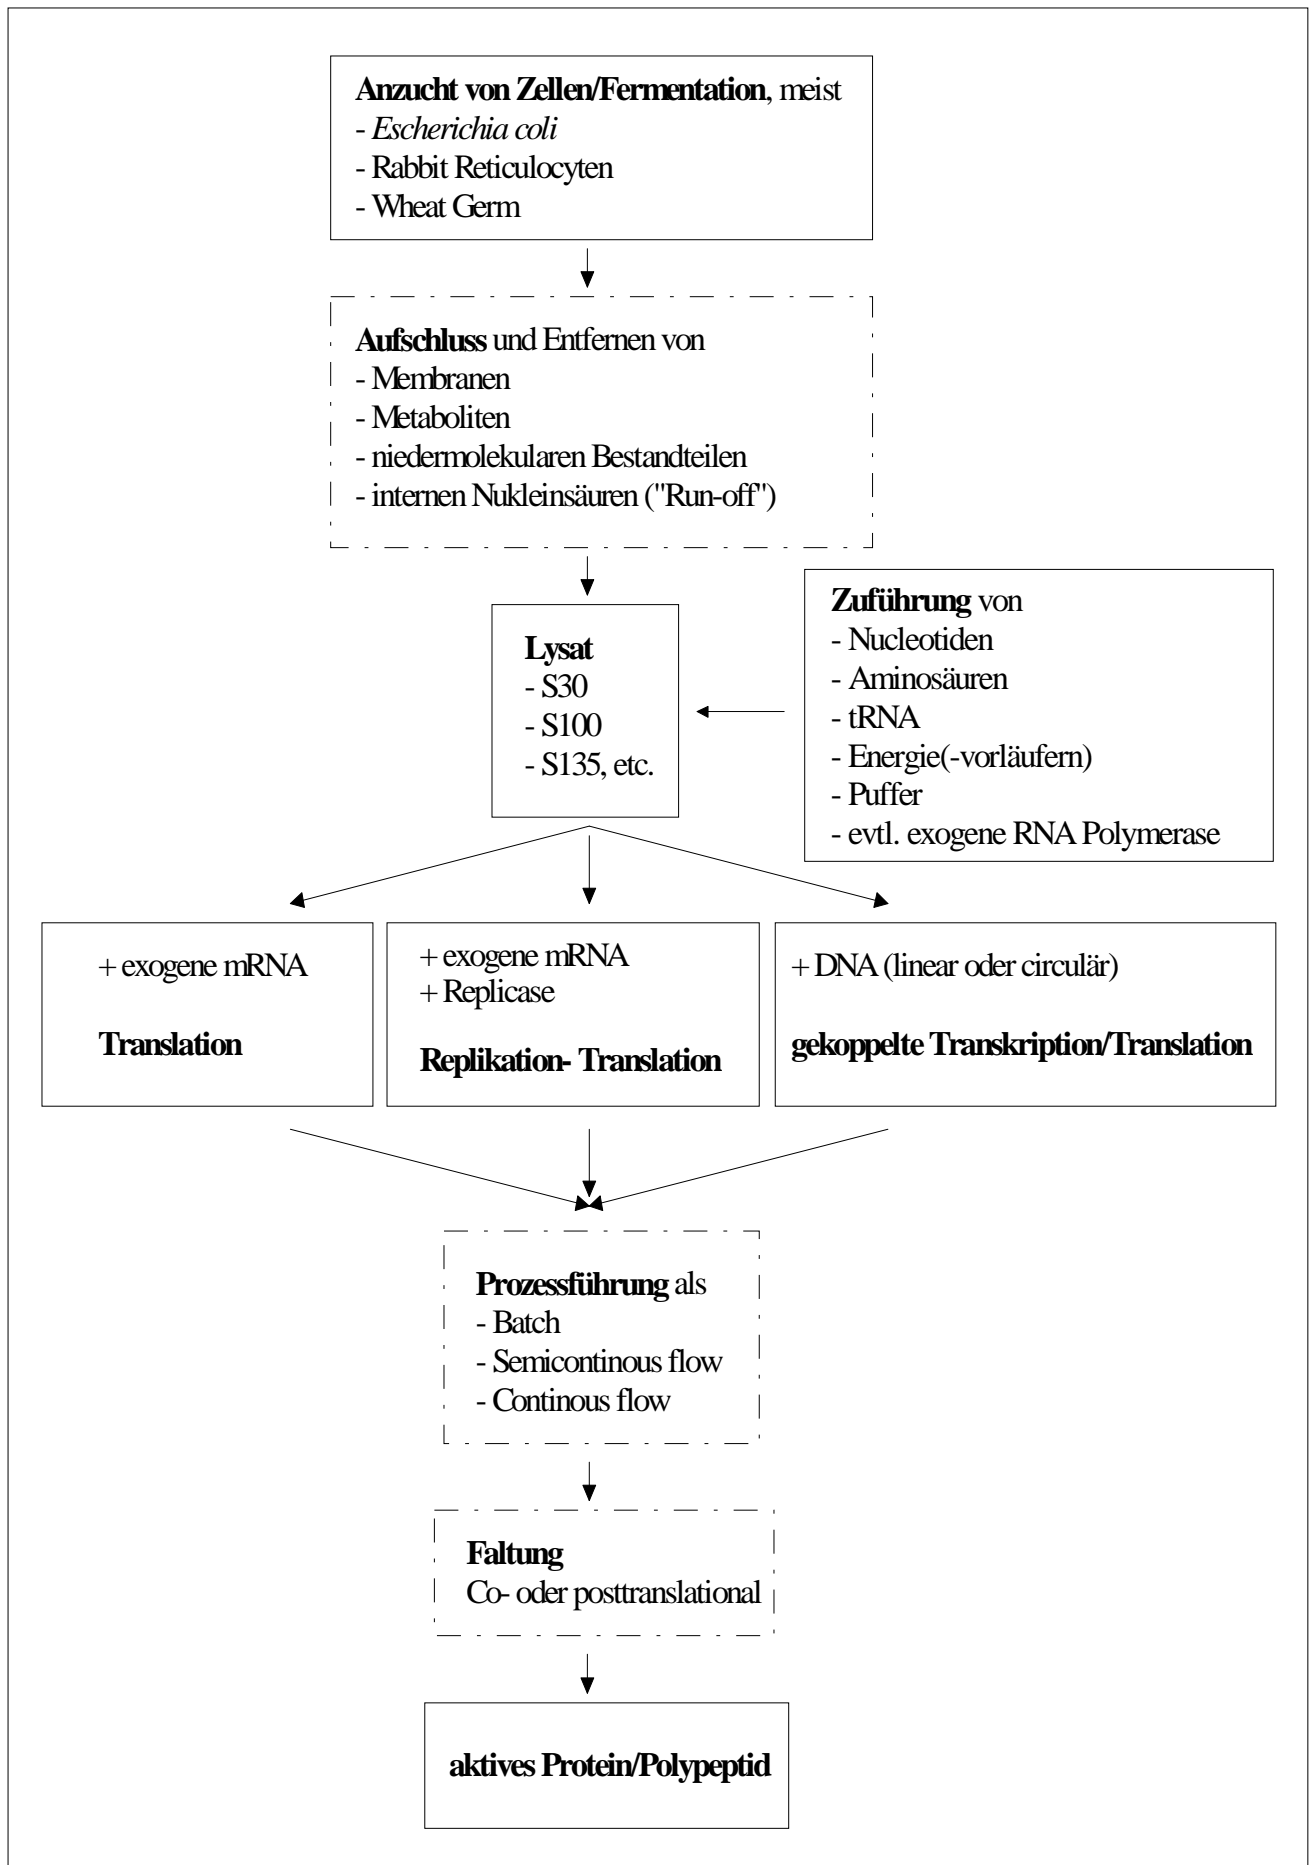 Anzucht von Zellen/Fermentation, meist
- Escherichia coli
- Rabbit Reticulocyten
- Wheat Germ
Aufschluss und Entfernen von
- Membranen
- Metaboliten
- niedermolekularen Bestandteilen
- internen Nukleinsäuren ("Run-off")
Lysat
- S30
- S100
- S135, etc.
Zuführung von
- Nucleotiden
- Aminosäuren
- tRNA
- Energie(-vorläufern)
- Puffer
- evtl. exogene RNA Polymerase
+ exogene mRNA
Translation
+ exogene mRNA
+ Replicase
Replikation- Translation
+ DNA (linear oder circulär)
gekoppelte Transkription/Translation
Prozessführung als
- Batch
- Semicontinous flow
- Continous flow
Faltung
Co- oder posttranslational
aktives Protein/Polypeptid